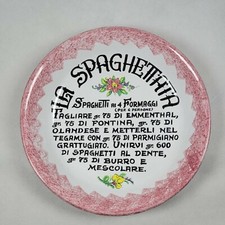 LA SPAGHETTATA
SPAGHETTI AI 4 FORMAGGI
(PER 6 PERSONE)
TAGLIARE gr. 75 DI EMMENTHAL,
gr. 75 DI FONTINA, gr. 75 DI
OLANDESE E METTERLI NEL
TEGAME CON gr. 75 DI PARMIGIANO
GRATTUGIATO. UNIRVI gr. 600
DI SPAGHETTI AL DENTE,
gr. 75 DI BURRO E
MESCOLARE.